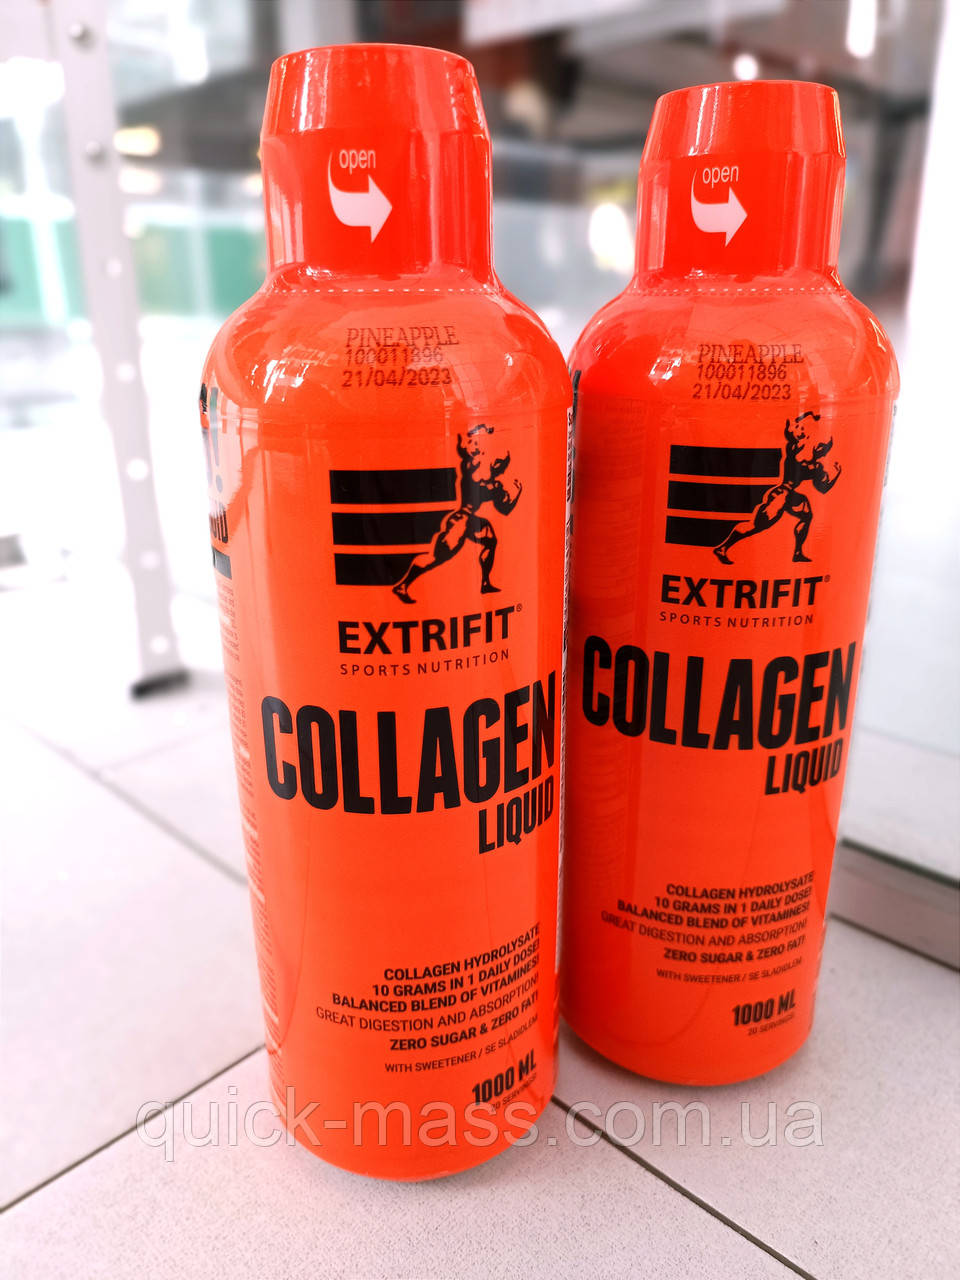 open
PINEAPPLE
100011896
21/04/2023
EXTRIFIT®
SPORTS NUTRITION
COLLAGEN
LIQUID
COLLAGEN HYDROLYSATE
10 GRAMS IN 1 DAILY DOSE!
BALANCED BLEND OF VITAMINES!
GREAT DIGESTION AND ABSORPTION!
ZERO SUGAR & ZERO FAT!
WITH SWEETENER / SE SLADIDLEM
1000 ML
20 SERVINGS
open
PINEAPPLE
100011896
21/04/2023
EXTRIFIT®
SPORTS NUTRITION
COLLAGEN
LIQUID
COLLAGEN HYDROLYSATE
10 GRAMS IN 1 DAILY DOSE!
BALANCED BLEND OF VITAMINES!
GREAT DIGESTION AND ABSORPTION!
ZERO SUGAR & ZERO FAT!
WITH SWEETENER / SE SLADIDLEM
1000 ML
20 SERVINGS
quick-mass.com.ua